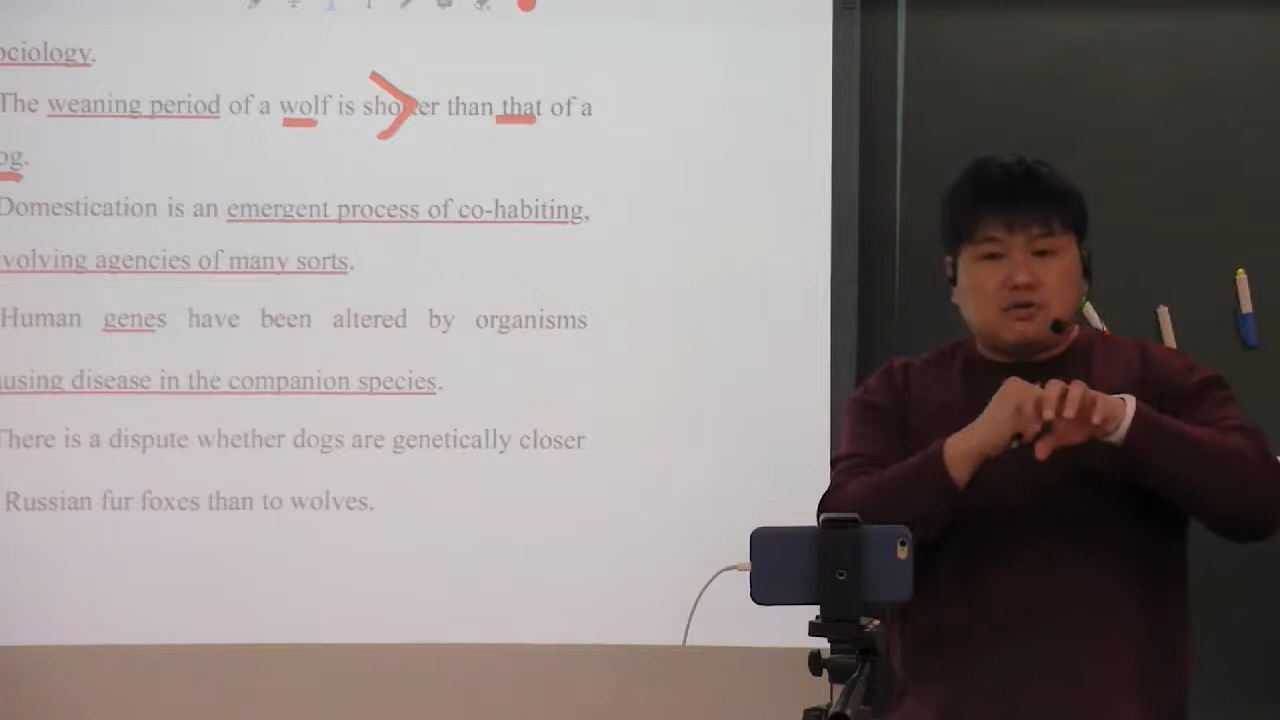 ociology.
The weaning period of a wolf is shorter than that of a
og.
Domestication is an emergent process of co-habiting,
volving agencies of many sorts.
Human genes have been altered by organisms
using disease in the companion species.
There is a dispute whether dogs are genetically closer
Russian fur foxes than to wolves.